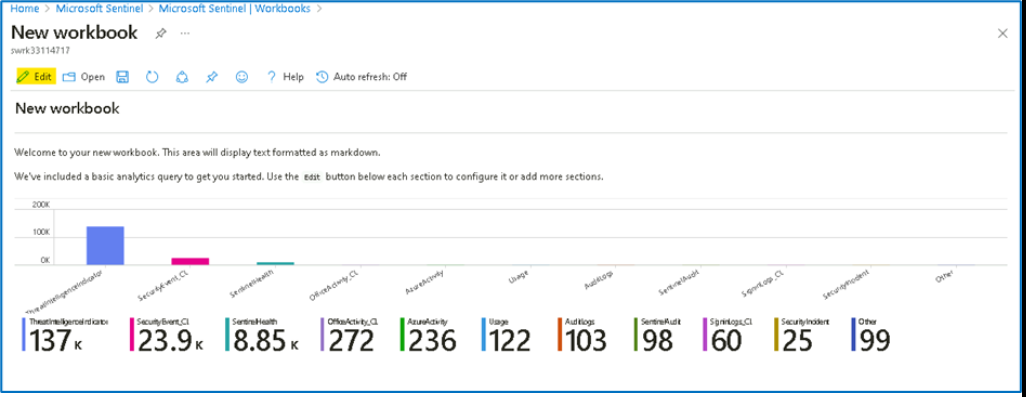 Home > Microsoft Sentinel > Microsoft Sentinel | Workbooks >
New workbook
swrk33114717
Edit Open Help Auto refresh: Off
New workbook
Welcome to your new workbook. This area will display text formatted as markdown.
We've included a basic analytics query to get you started. Use the Edit button below each section to configure it or add more sections.
200K
100K
0K
ThreatIntelligenceIndicator SecurityEvent_CL SentinelHealth OfficeActivity_CL AzureActivity Usage AuditLogs SentinelAudit SigninLogs_CL SecurityIncident Other
ThreatIntelligenceIndicator SecurityEvent_CL SentinelHealth OfficeActivity_CL AzureActivity Usage AuditLogs SentinelAudit SigninLogs_CL SecurityIncident Other
137 K 23.9 K 8.85 K 272 236 122 103 98 60 25 99